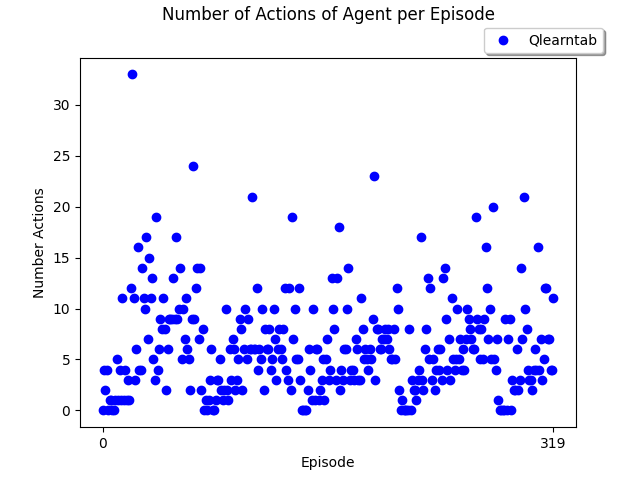 Number of Actions of Agent per Episode
Qlearntab
30
25
20
15
10
5
0
Number Actions
0
319
Episode